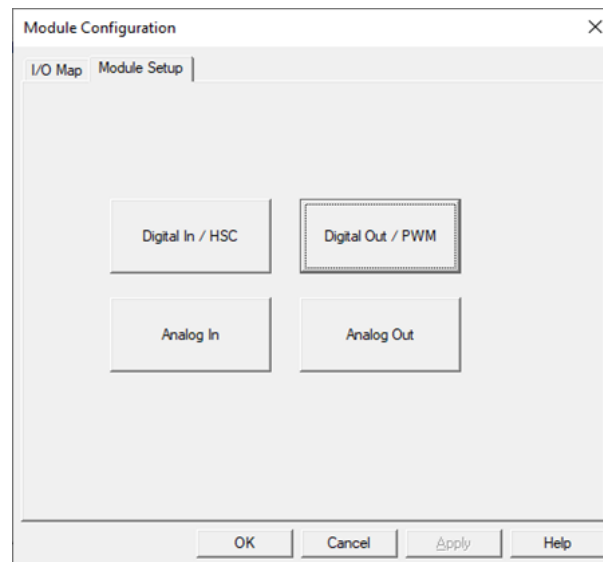 Module Configuration
I/O Map Module Setup
Digital In / HSC Digital Out / PWM
Analog In Analog Out
OK Cancel Apply Help